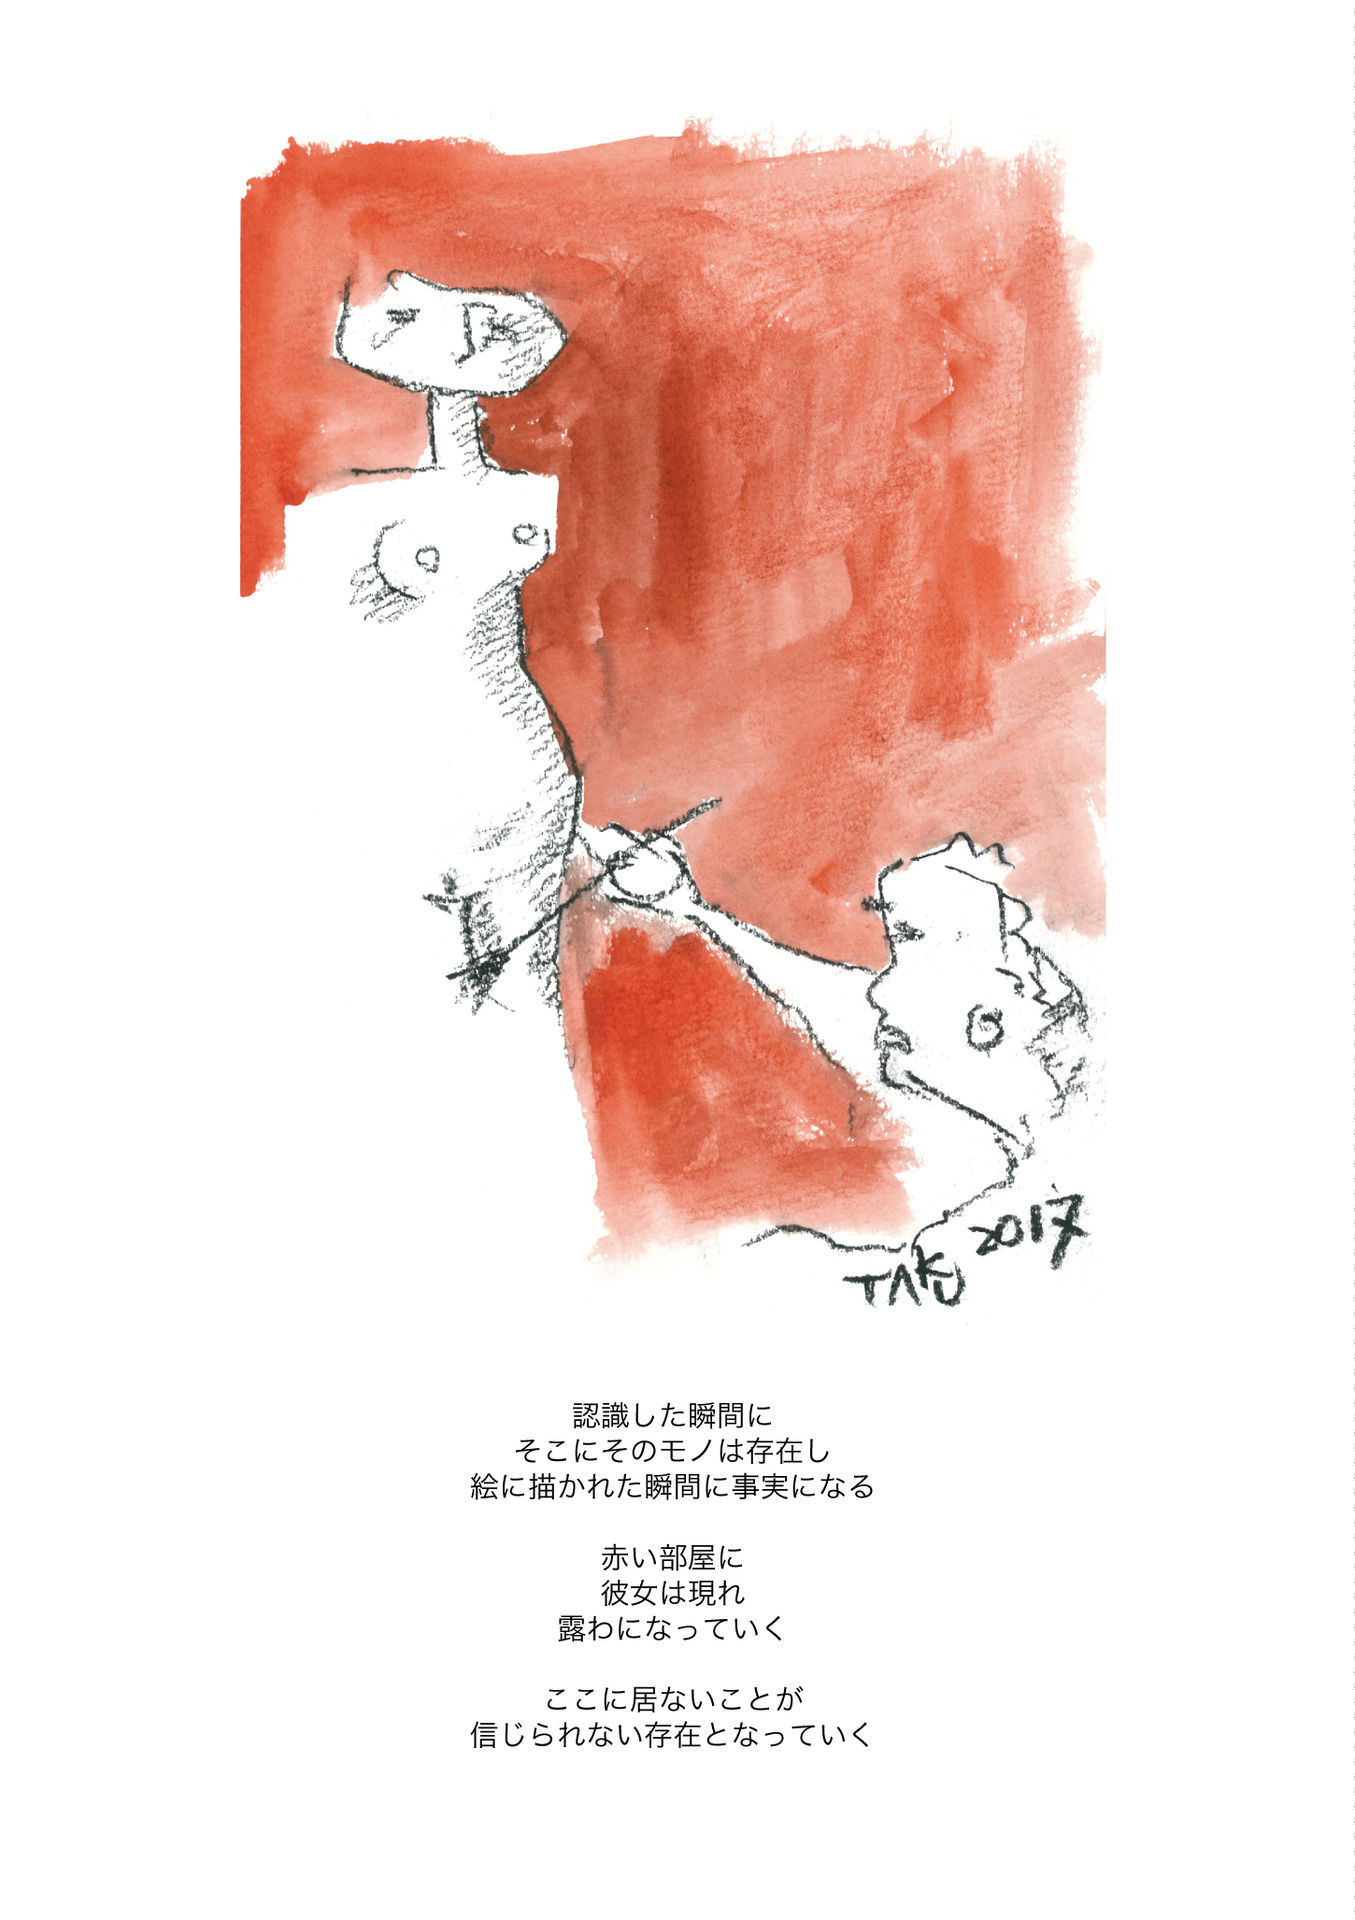 TAKU 2017
認識した瞬間に
そこにそのモノは存在し
絵に描かれた瞬間に事実になる
赤い部屋に
彼女は現れ
露わになっていく
ここに居ないことが
信じられない存在となっていく